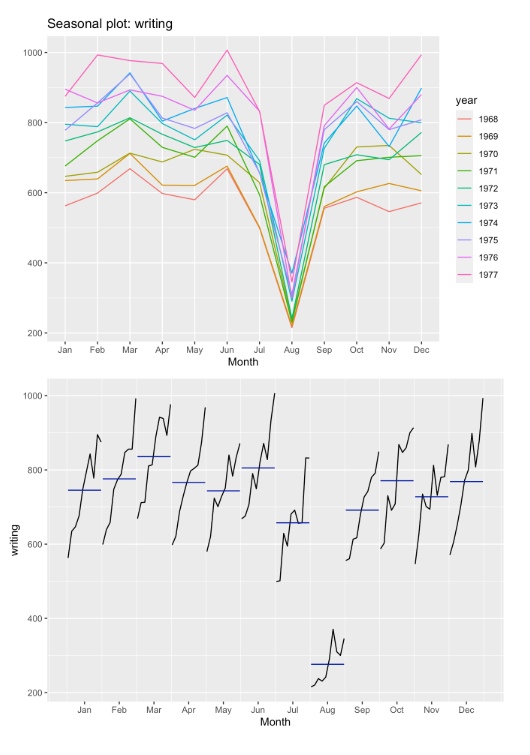 Seasonal plot: writing
1000
800
600
400
200
Jan Feb Mar Apr May Jun Jul Aug Sep Oct Nov Dec
Month
year
1968
1969
1970
1971
1972
1973
1974
1975
1976
1977
1000
800
600
400
200
writing
Jan Feb Mar Apr May Jun Jul Aug Sep Oct Nov Dec
Month